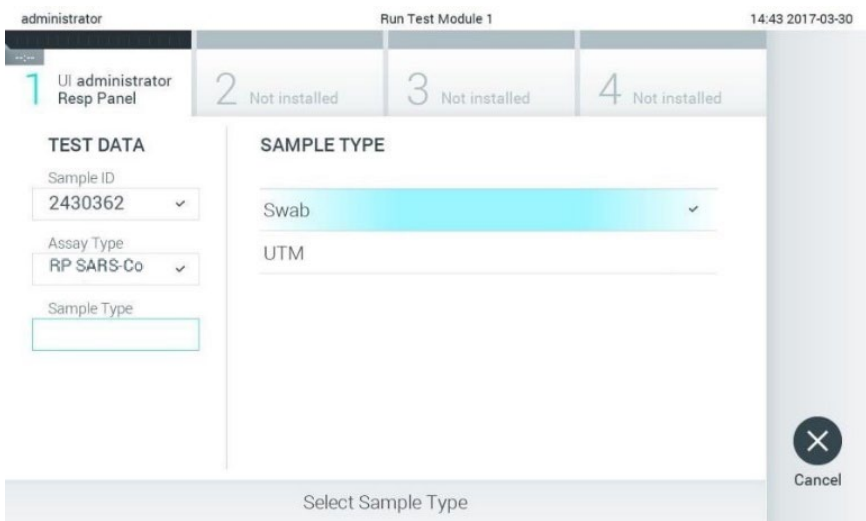 administrator
Run Test Module 1
14:43 2017-03-30
--:--
1 UI administrator
Resp Panel
2 Not installed
3 Not installed
4 Not installed
TEST DATA
Sample ID
2430362
Assay Type
RP SARS-Co
Sample Type
SAMPLE TYPE
Swab
UTM
Cancel
Select Sample Type